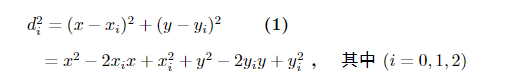 d_i^2 = (x − x_i)^2 + (y − y_i)^2 (1)
= x^2 − 2x_i x + x_i^2 + y^2 − 2y_i y + y_i^2 , 其中 (i = 0, 1, 2)